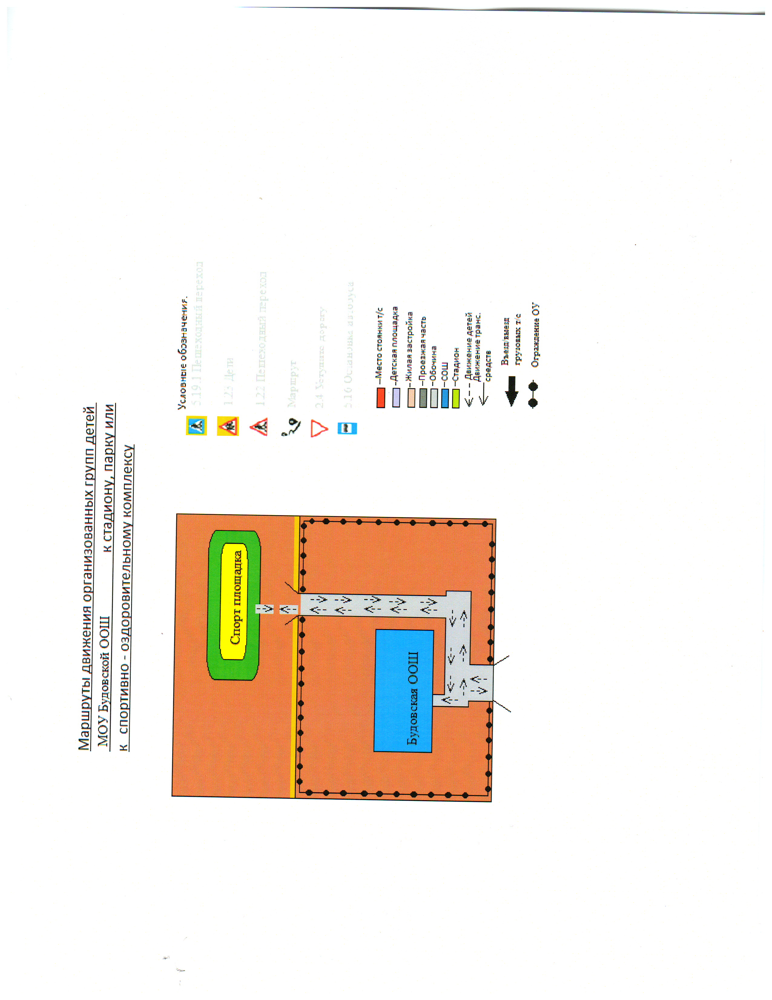 Маршруты движения организованных групп детей
МОУ Будовской ООШ к стадиону, парку или
к спортивно - оздоровительному комплексу
Условные обозначения.
5.19.1 Пешеходный переход
1.23 Дети
1.22 Пешеходный переход
Маршрут
2.4 Уступите дорогу
5.16 Остановка автобуса
–Место стоянки т/с
–Детская площадка
–Жилая застройка
–Проезжая часть
–Обочина
–СОШ
–Стадион
Движение детей
Движение транс.
средств
Въезд/выезд
грузовых т/с
Ограждение ОУ
Спорт площадка
Будовская ООШ